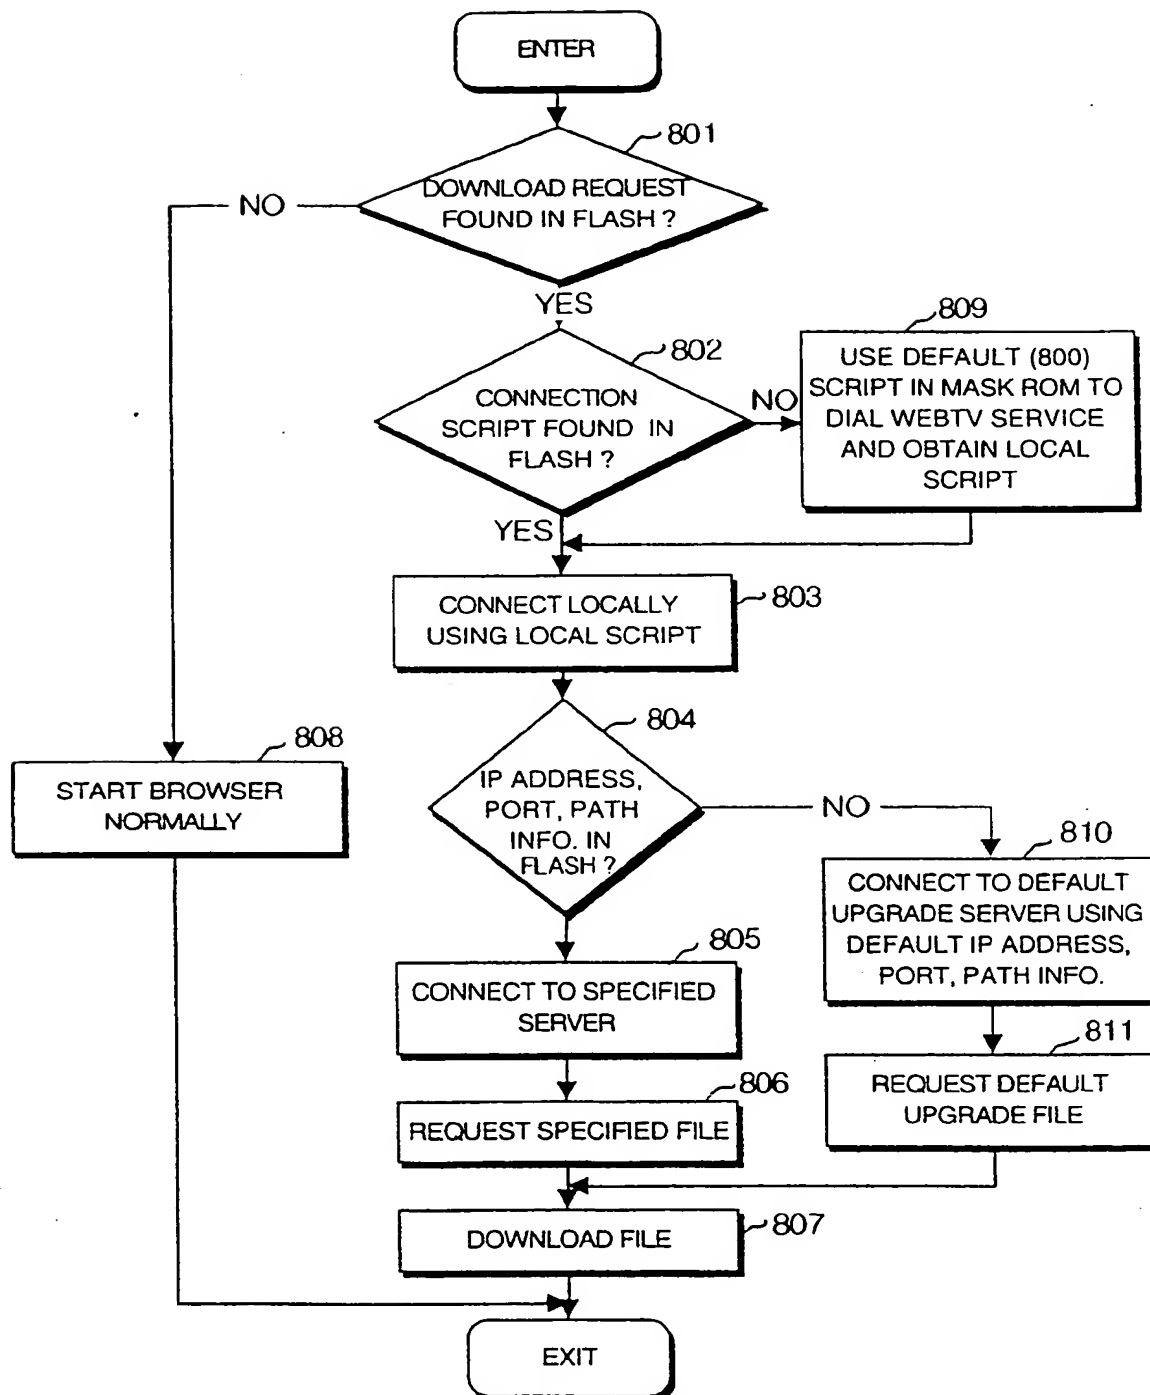 ENTER
801
DOWNLOAD REQUEST
FOUND IN FLASH ?
NO
YES
802
CONNECTION
SCRIPT FOUND IN
FLASH ?
NO
809
USE DEFAULT (800)
SCRIPT IN MASK ROM TO
DIAL WEBTV SERVICE
AND OBTAIN LOCAL
SCRIPT
YES
CONNECT LOCALLY
USING LOCAL SCRIPT
803
804
IP ADDRESS,
PORT, PATH
INFO. IN
FLASH ?
NO
808
START BROWSER
NORMALLY
810
CONNECT TO DEFAULT
UPGRADE SERVER USING
DEFAULT IP ADDRESS,
PORT, PATH INFO.
805
CONNECT TO SPECIFIED
SERVER
811
REQUEST DEFAULT
UPGRADE FILE
806
REQUEST SPECIFIED FILE
DOWNLOAD FILE
807
EXIT